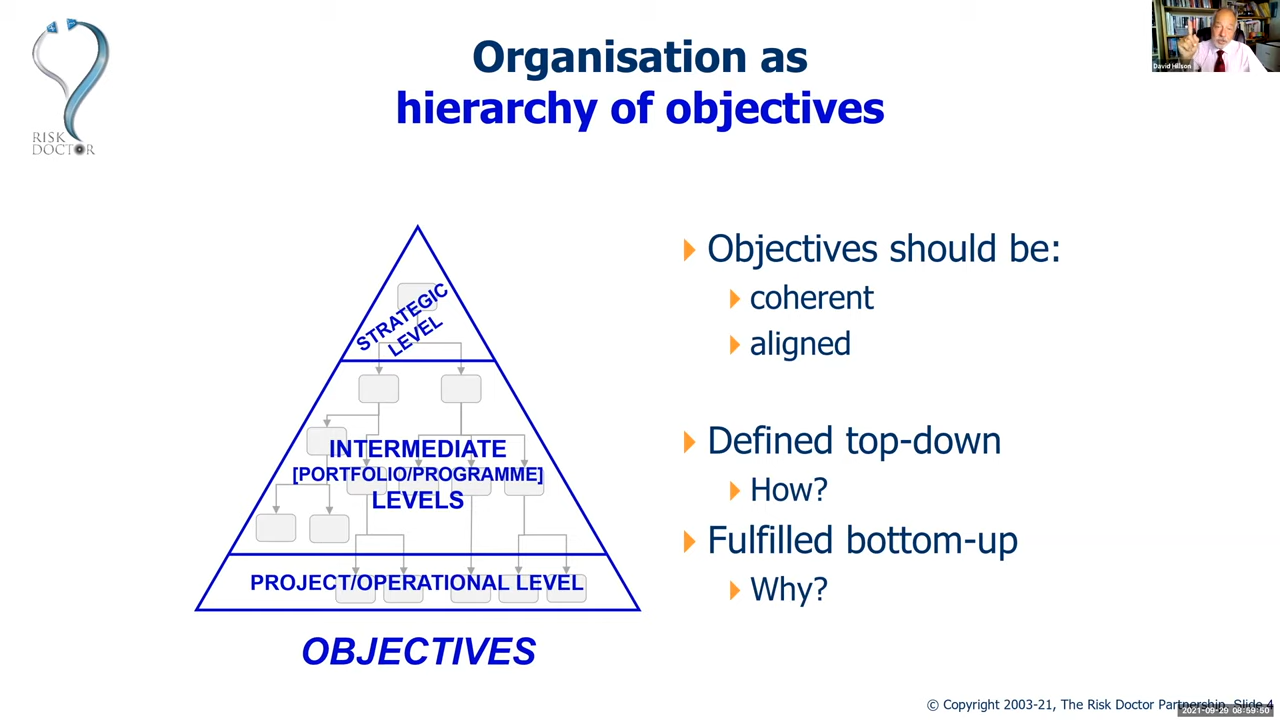 RISK
DOCTOR
Organisation as
hierarchy of objectives
David Hillson
STRATEGIC
LEVEL
INTERMEDIATE
[PORTFOLIO/PROGRAMME]
LEVELS
PROJECT/OPERATIONAL LEVEL
OBJECTIVES
Objectives should be:
coherent
aligned
Defined top-down
How?
Fulfilled bottom-up
Why?
© Copyright 2003-21, The Risk Doctor Partnership, Slide 4
2021-09-29 08:59:50